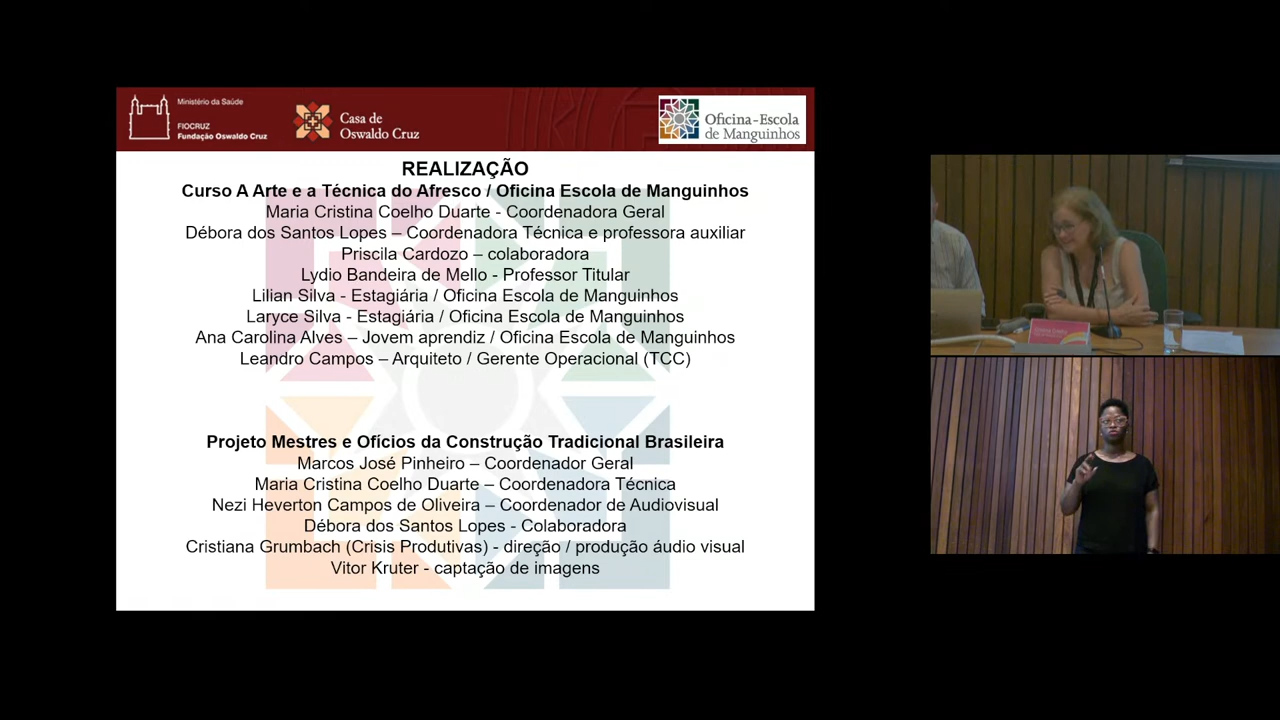 Ministério da Saúde
FIOCRUZ
Fundação Oswaldo Cruz
Casa de
Oswaldo Cruz
Oficina-Escola
de Manguinhos
REALIZAÇÃO
Curso A Arte e a Técnica do Afresco / Oficina Escola de Manguinhos
Maria Cristina Coelho Duarte - Coordenadora Geral
Débora dos Santos Lopes – Coordenadora Técnica e professora auxiliar
Priscila Cardozo – colaboradora
Lydio Bandeira de Mello - Professor Titular
Lilian Silva - Estagiária / Oficina Escola de Manguinhos
Laryce Silva - Estagiária / Oficina Escola de Manguinhos
Ana Carolina Alves – Jovem aprendiz / Oficina Escola de Manguinhos
Leandro Campos – Arquiteto / Gerente Operacional (TCC)
Projeto Mestres e Ofícios da Construção Tradicional Brasileira
Marcos José Pinheiro – Coordenador Geral
Maria Cristina Coelho Duarte – Coordenadora Técnica
Nezi Heverton Campos de Oliveira – Coordenador de Audiovisual
Débora dos Santos Lopes - Colaboradora
Cristiana Grumbach (Crisis Produtivas) - direção / produção áudio visual
Vitor Kruter - captação de imagens